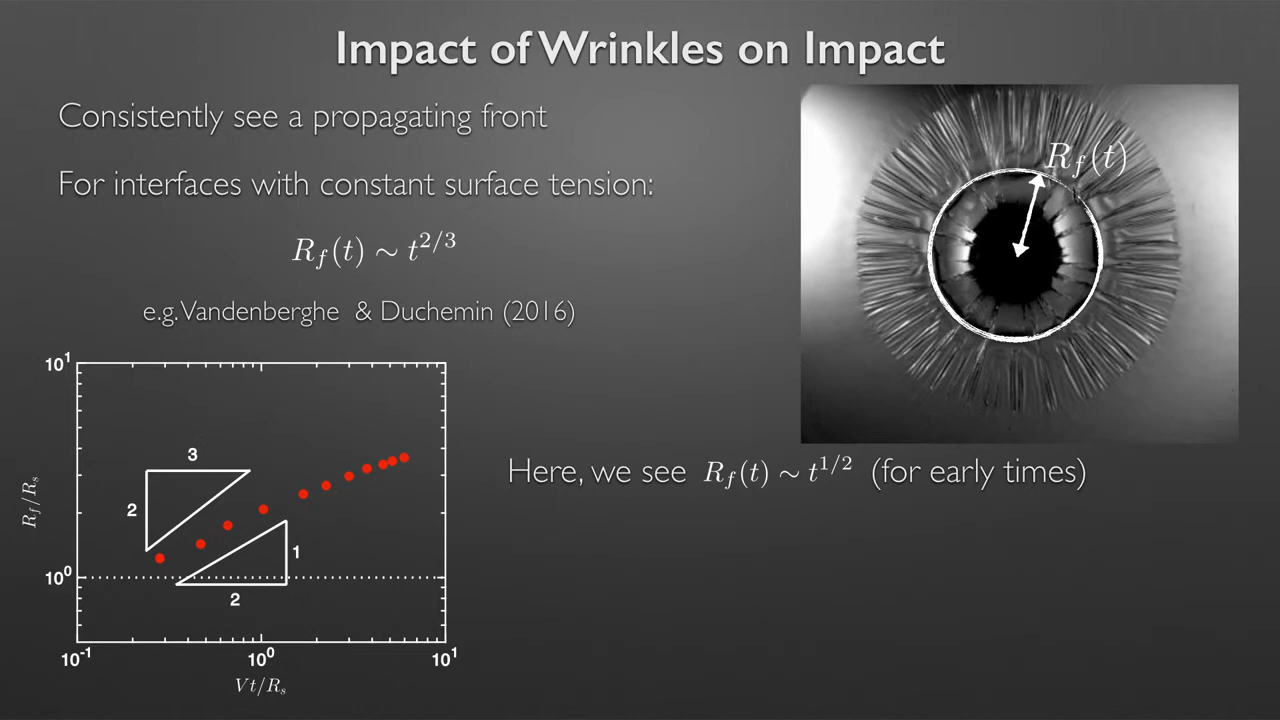 Impact of Wrinkles on Impact
Consistently see a propagating front
For interfaces with constant surface tension:
R_f(t) ∼ t^{2/3}
e.g. Vandenberghe & Duchemin (2016)
R_f(t)
Here, we see R_f(t) ∼ t^{1/2} (for early times)
10^1
3
2
R_f/R_s
1
10^0
2
10^{-1} 10^0 10^1
Vt/R_s